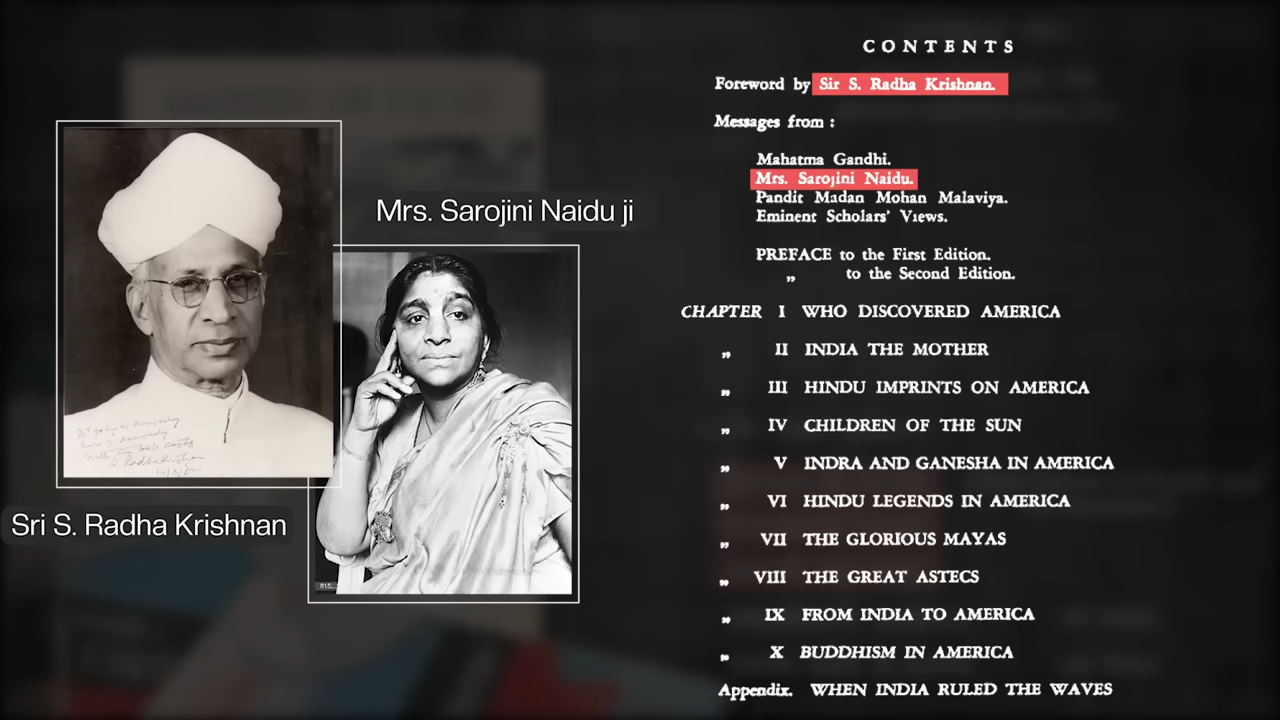 Sri S. Radha Krishnan
Mrs. Sarojini Naidu ji
CONTENTS
Foreword by Sir S. Radha Krishnan.
Messages from :
Mahatma Gandhi.
Mrs. Sarojini Naidu.
Pandit Madan Mohan Malaviya.
Eminent Scholars' Views.
PREFACE to the First Edition.
„ to the Second Edition.
CHAPTER I WHO DISCOVERED AMERICA
„ II INDIA THE MOTHER
„ III HINDU IMPRINTS ON AMERICA
„ IV CHILDREN OF THE SUN
„ V INDRA AND GANESHA IN AMERICA
„ VI HINDU LEGENDS IN AMERICA
„ VII THE GLORIOUS MAYAS
„ VIII THE GREAT ASTECS
„ IX FROM INDIA TO AMERICA
„ X BUDDHISM IN AMERICA
Appendix. WHEN INDIA RULED THE WAVES